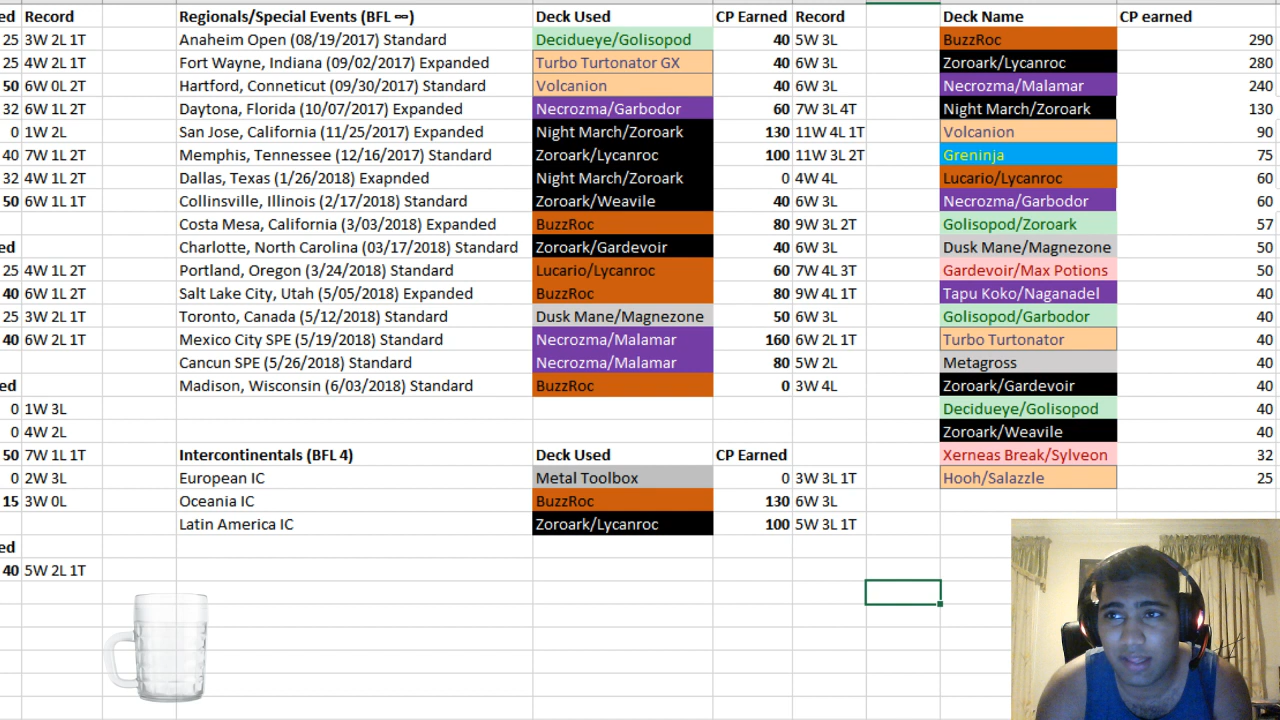 ed Record Regionals/Special Events (BFL ∞) Deck Used CP Earned Record Deck Name CP earned
25 3W 2L 1T Anaheim Open (08/19/2017) Standard Decidueye/Golisopod 40 5W 3L BuzzRoc 290
25 4W 2L 1T Fort Wayne, Indiana (09/02/2017) Expanded Turbo Turtonator GX 40 6W 3L Zoroark/Lycanroc 280
50 6W 0L 2T Hartford, Conneticut (09/30/2017) Standard Volcanion 40 6W 3L Necrozma/Malamar 240
32 6W 1L 2T Daytona, Florida (10/07/2017) Expanded Necrozma/Garbodor 60 7W 3L 4T Night March/Zoroark 130
0 1W 2L San Jose, California (11/25/2017) Expanded Night March/Zoroark 130 11W 4L 1T Volcanion 90
40 7W 1L 2T Memphis, Tennessee (12/16/2017) Standard Zoroark/Lycanroc 100 11W 3L 2T Greninja 75
32 4W 1L 2T Dallas, Texas (1/26/2018) Exapnded Night March/Zoroark 0 4W 4L Lucario/Lycanroc 60
50 6W 1L 1T Collinsville, Illinois (2/17/2018) Standard Zoroark/Weavile 40 6W 3L Necrozma/Garbodor 60
Costa Mesa, California (3/03/2018) Expanded BuzzRoc 80 9W 3L 2T Golisopod/Zoroark 57
ed Charlotte, North Carolina (03/17/2018) Standard Zoroark/Gardevoir 40 6W 3L Dusk Mane/Magnezone 50
25 4W 1L 2T Portland, Oregon (3/24/2018) Standard Lucario/Lycanroc 60 7W 4L 3T Gardevoir/Max Potions 50
40 6W 1L 2T Salt Lake City, Utah (5/05/2018) Expanded BuzzRoc 80 9W 4L 1T Tapu Koko/Naganadel 40
25 3W 2L 1T Toronto, Canada (5/12/2018) Standard Dusk Mane/Magnezone 50 6W 3L Golisopod/Garbodor 40
40 6W 2L 1T Mexico City SPE (5/19/2018) Standard Necrozma/Malamar 160 6W 2L 1T Turbo Turtonator 40
Cancun SPE (5/26/2018) Standard Necrozma/Malamar 80 5W 2L Metagross 40
ed Madison, Wisconsin (6/03/2018) Standard BuzzRoc 0 3W 4L Zoroark/Gardevoir 40
0 1W 3L Decidueye/Golisopod 40
0 4W 2L Zoroark/Weavile 40
50 7W 1L 1T Intercontinentals (BFL 4) Deck Used CP Earned Xerneas Break/Sylveon 32
0 2W 3L European IC Metal Toolbox 0 3W 3L 1T Hooh/Salazzle 25
15 3W 0L Oceania IC BuzzRoc 130 6W 3L
Latin America IC Zoroark/Lycanroc 100 5W 3L 1T
ed
40 5W 2L 1T